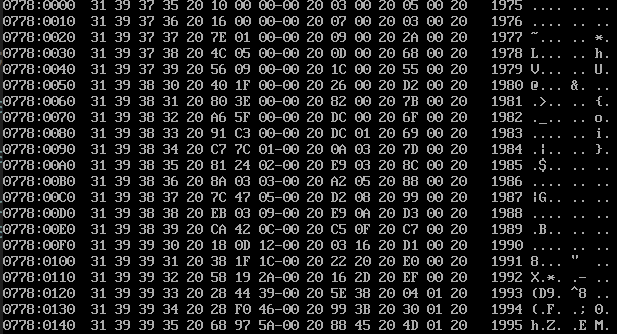 0778:0000 31 39 37 35 20 10 00 00-00 20 03 00 20 05 00 20 1975 .... .. ..
0778:0010 31 39 37 36 20 16 00 00-00 20 07 00 20 03 00 20 1976 .... .. ..
0778:0020 31 39 37 37 20 7E 01 00-00 20 09 00 20 2A 00 20 1977 ~... .. *.
0778:0030 31 39 37 38 20 4C 05 00-00 20 0D 00 20 68 00 20 1978 L... .. h.
0778:0040 31 39 37 39 20 56 09 00-00 20 1C 00 20 55 00 20 1979 V... .. U.
0778:0050 31 39 38 30 20 40 1F 00-00 20 26 00 20 D2 00 20 1980 @... &. ..
0778:0060 31 39 38 31 20 80 3E 00-00 20 82 00 20 7B 00 20 1981 .>.. .. {.
0778:0070 31 39 38 32 20 A6 5F 00-00 20 DC 00 20 6F 00 20 1982 ._.. .. o.
0778:0080 31 39 38 33 20 91 C3 00-00 20 DC 01 20 69 00 20 1983 .... .. i.
0778:0090 31 39 38 34 20 C7 7C 01-00 20 0A 03 20 7D 00 20 1984 .|.. .. }.
0778:00A0 31 39 38 35 20 81 24 02-00 20 E9 03 20 8C 00 20 1985 .$.. .. ..
0778:00B0 31 39 38 36 20 8A 03 03-00 20 A2 05 20 88 00 20 1986 .... .. ..
0778:00C0 31 39 38 37 20 7C 47 05-00 20 D2 08 20 99 00 20 1987 |G.. .. ..
0778:00D0 31 39 38 38 20 EB 03 09-00 20 E9 0A 20 D3 00 20 1988 .... .. ..
0778:00E0 31 39 38 39 20 CA 42 0C-00 20 C5 0F 20 C7 00 20 1989 .B.. .. ..
0778:00F0 31 39 39 30 20 18 0D 12-00 20 03 16 20 D1 00 20 1990 .... .. ..
0778:0100 31 39 39 31 20 38 1F 1C-00 20 22 20 20 E0 00 20 1991 8... "  ..
0778:0110 31 39 39 32 20 58 19 2A-00 20 16 2D 20 EF 00 20 1992 X.*. .- ..
0778:0120 31 39 39 33 20 28 44 39-00 20 5E 38 20 04 01 20 1993 (D9. ^8 ..
0778:0130 31 39 39 34 20 28 F0 46-00 20 99 3B 20 30 01 20 1994 (.F. .; 0.
0778:0140 31 39 39 35 20 68 97 5A-00 20 88 45 20 4D 01 20 1995 h.Z. .E M.